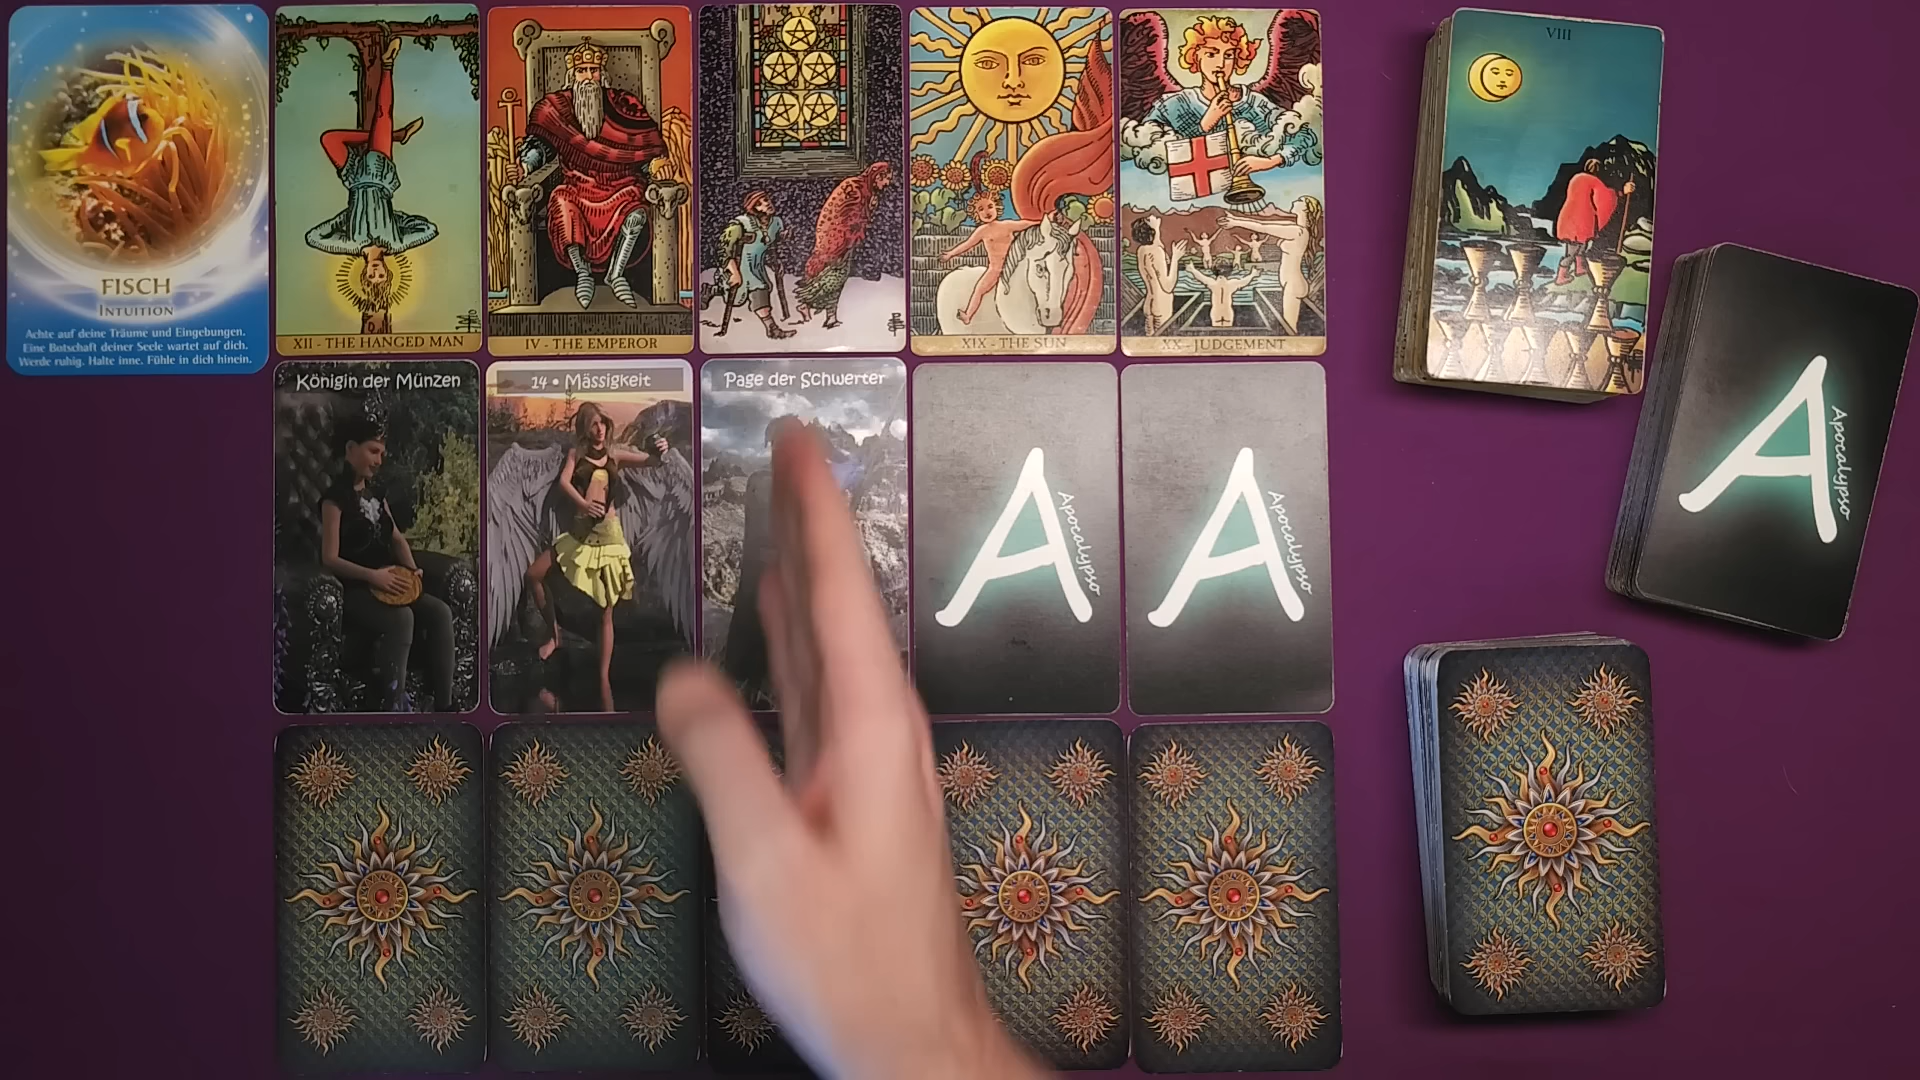 FISCH
INTUITION
Achte auf deine Träume und Eingebungen.
Eine Botschaft deiner Seele wartet auf dich.
Werde ruhig. Halte inne. Fühle in dich hinein.
XII - THE HANGED MAN
IV - THE EMPEROR
V
XIX - THE SUN
XX - JUDGEMENT
VIII
Königin der Münzen
14 • Mässigkeit
Page der Schwerter
A
Apocalypso
A
Apocalypso
A
Apocalypso